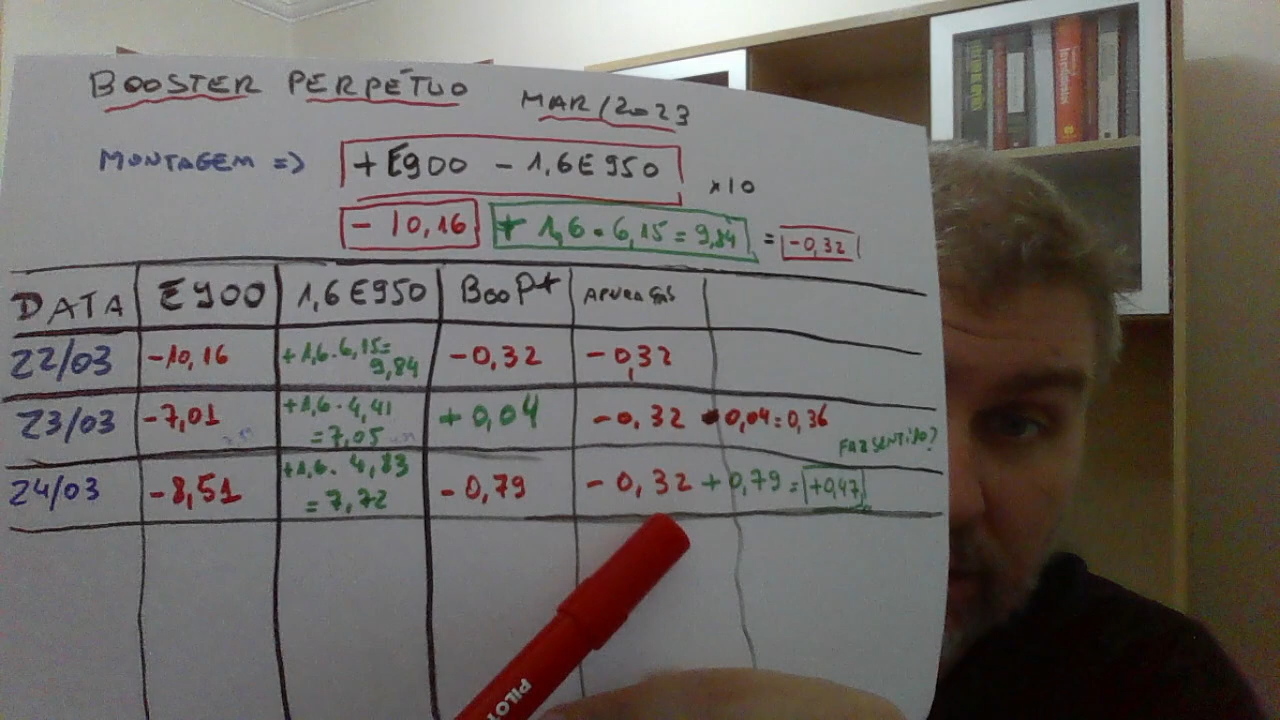 BOOSTER PERPÉTUO MAR/2023
MONTAGEM => +E900 - 1,6E950 x10
- 10,16 + 1,6 . 6,15 = 9,84 = -0,32
DATA E900 1,6E950 BOOP+
22/03 -10,16 +1,6.6,15= 9,84 -0,32 -0,32
23/03 -7,01 +1,6.4,41 =7,05 +0,04 -0,32 0,04=0,36
FAZ SENTIDO?
24/03 -8,51 +1,6.4,83 =7,72 -0,79 -0,32+0,79=+0,47
PILOT